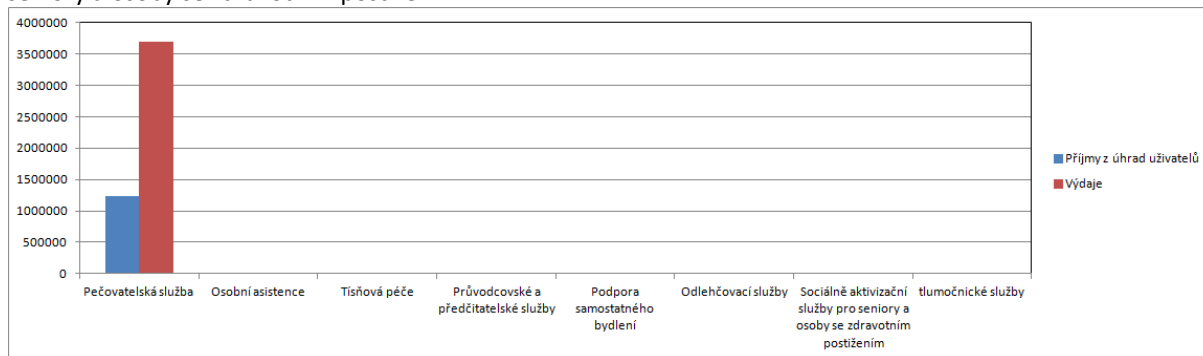 4000000
3500000
3000000
2500000
2000000
1500000
1000000
500000
0
Pečovatelská služba
Osobní asistence
Tísňová péče
Průvodcovské a
předčitatelské služby
Podpora
samostatného
bydlení
Odlehčovací služby
Sociálně aktivizační
služby pro seniory a
osoby se zdravotním
postižením
tlumočnické služby
Příjmy z úhrad uživatelů
Výdaje